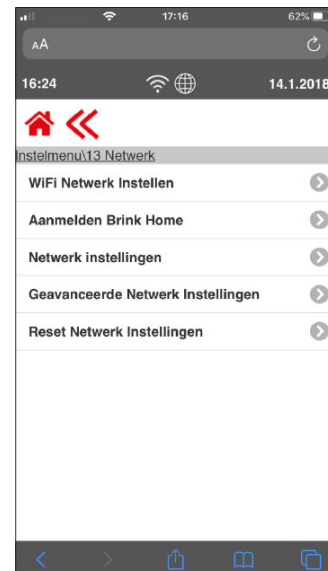 17:16 62%
AA
16:24 14.1.2018
Instelmenu\13 Netwerk
WiFi Netwerk Instellen
Aanmelden Brink Home
Netwerk instellingen
Geavanceerde Netwerk Instellingen
Reset Netwerk Instellingen